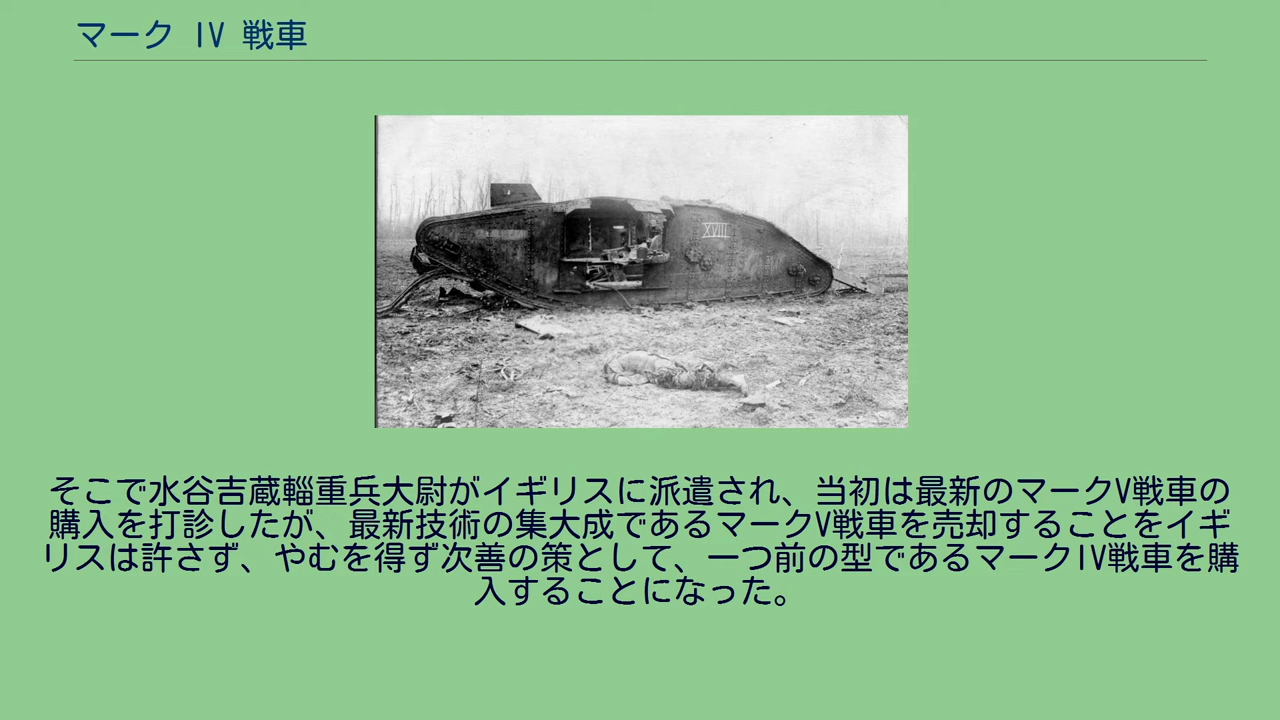 マーク IV 戦車
XVIII
そこで水谷吉蔵輜重兵大尉がイギリスに派遣され、当初は最新のマークV戦車の
購入を打診したが、最新技術の集大成であるマークV戦車を売却することをイギ
リスは許さず、やむを得ず次善の策として、一つ前の型であるマークIV戦車を購
入することになった。